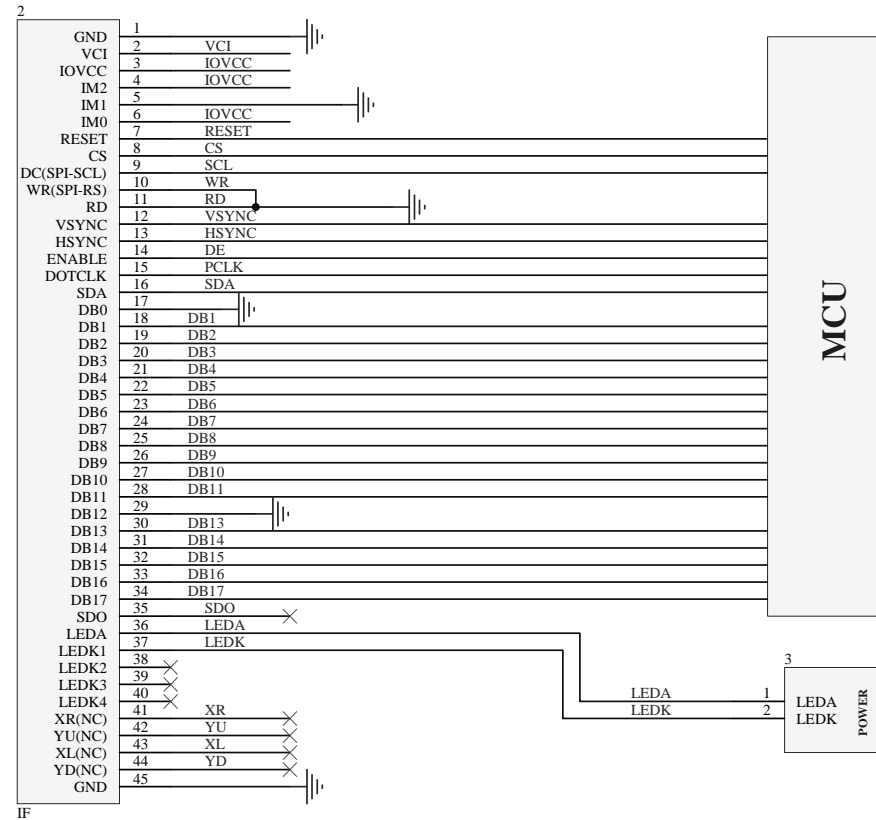 2
GND 1
VCI 2 VCI
IOVCC 3 IOVCC
IM2 4 IOVCC
IM1 5
IM0 6 IOVCC
RESET 7 RESET
CS 8 CS
DC(SPI-SCL) 9 SCL
WR(SPI-RS) 10 WR
RD 11 RD
VSYNC 12 VSYNC
HSYNC 13 HSYNC
ENABLE 14 DE
DOTCLK 15 PCLK
SDA 16 SDA
DB0 17
DB1 18 DB1
DB2 19 DB2
DB3 20 DB3
DB4 21 DB4
DB5 22 DB5
DB6 23 DB6
DB7 24 DB7
DB8 25 DB8
DB9 26 DB9
DB10 27 DB10
DB11 28 DB11
DB12 29
DB13 30 DB13
DB14 31 DB14
DB15 32 DB15
DB16 33 DB16
DB17 34 DB17
SDO 35 SDO
LEDA 36 LEDA
LEDK1 37 LEDK
LEDK2 38
LEDK3 39
LEDK4 40
XR(NC) 41 XR
YU(NC) 42 YU
XL(NC) 43 XL
YD(NC) 44 YD
GND 45
IF
MCU
3
LEDA 1 LEDA
LEDK 2 LEDK
POWER